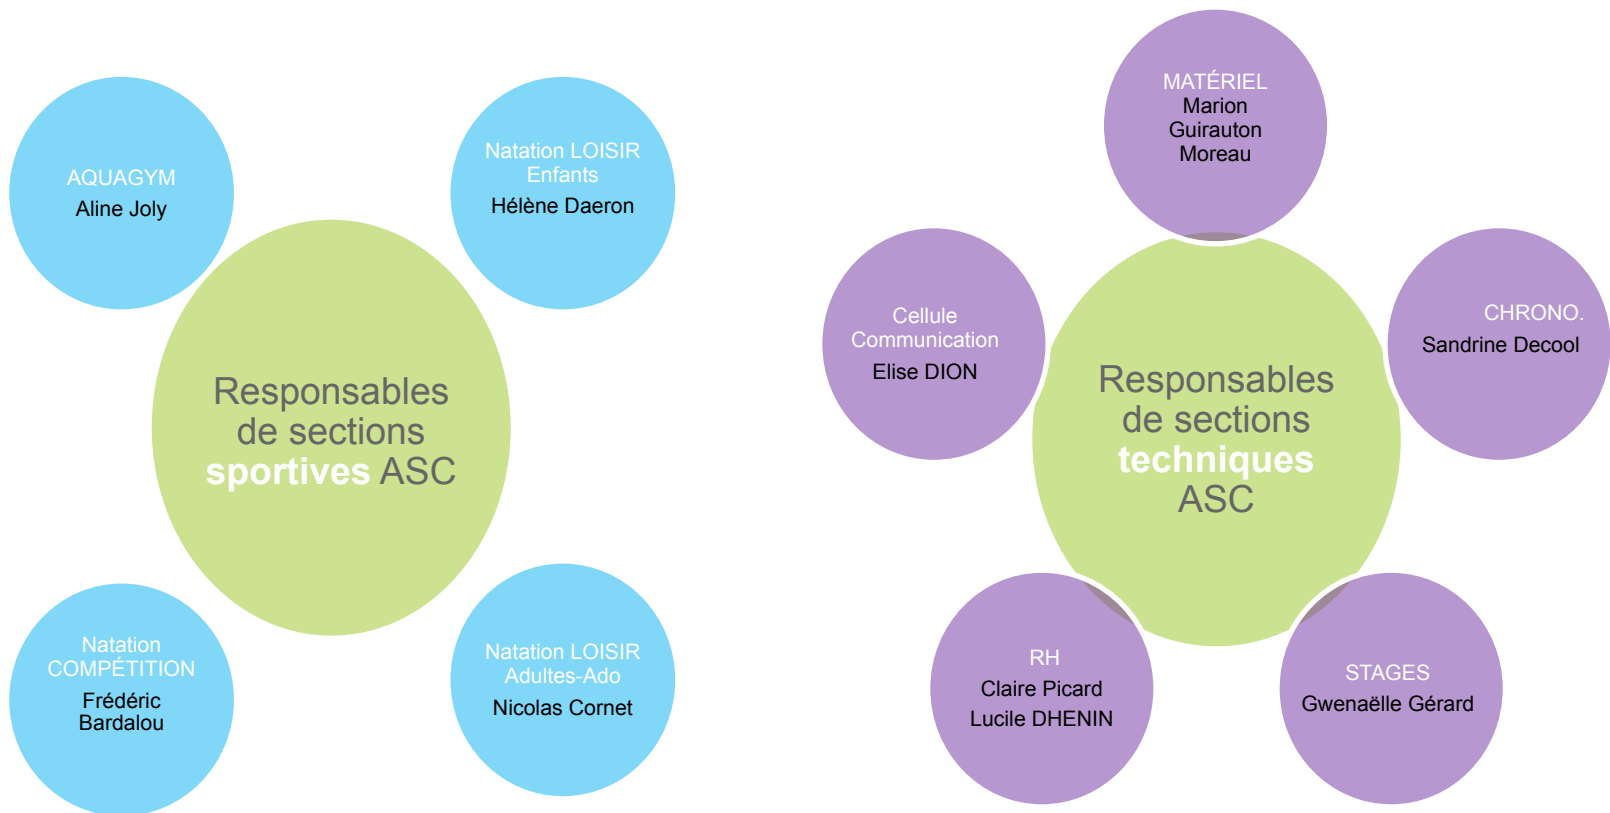 AQUAGYM
Aline Joly
Natation LOISIR
Enfants
Hélène Daeron
Responsables
de sections
sportives ASC
Natation
COMPÉTITION
Frédéric
Bardalou
Natation LOISIR
Adultes-Ado
Nicolas Cornet
MATÉRIEL
Marion
Guirauton
Moreau
Cellule
Communication
Elise DION
CHRONO.
Sandrine Decool
Responsables
de sections
techniques
ASC
RH
Claire Picard
Lucile DHENIN
STAGES
Gwenaëlle Gérard